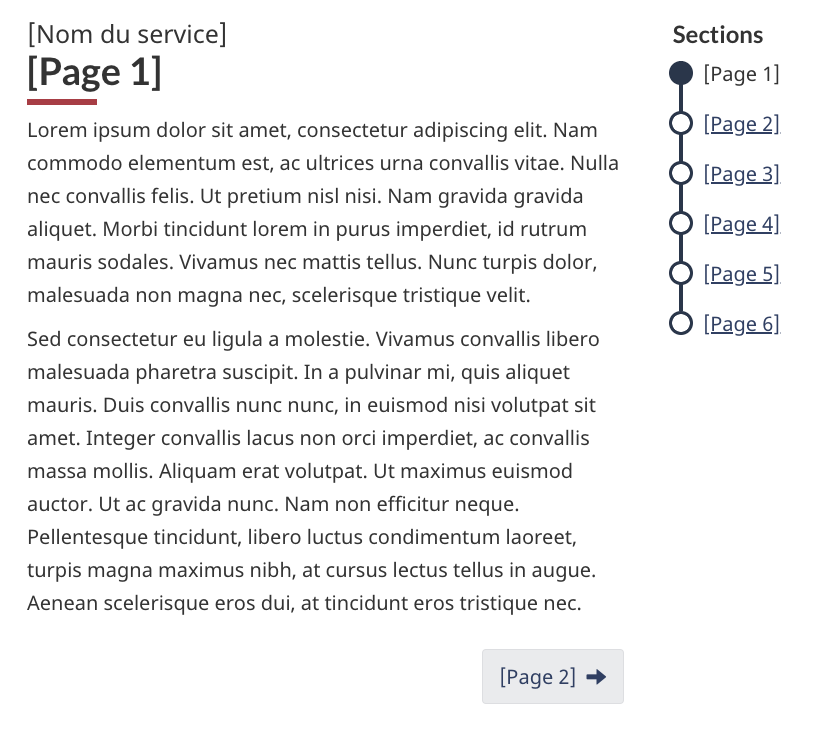 [Nom du service]
[Page 1]
Lorem ipsum dolor sit amet, consectetur adipiscing elit. Nam
commodo elementum est, ac ultrices urna convallis vitae. Nulla
nec convallis felis. Ut pretium nisl nisi. Nam gravida gravida
aliquet. Morbi tincidunt lorem in purus imperdiet, id rutrum
mauris sodales. Vivamus nec mattis tellus. Nunc turpis dolor,
malesuada non magna nec, scelerisque tristique velit.
Sed consectetur eu ligula a molestie. Vivamus convallis libero
malesuada pharetra suscipit. In a pulvinar mi, quis aliquet
mauris. Duis convallis nunc nunc, in euismod nisi volutpat sit
amet. Integer convallis lacus non orci imperdiet, ac convallis
massa mollis. Aliquam erat volutpat. Ut maximus euismod
auctor. Ut ac gravida nunc. Nam non efficitur neque.
Pellentesque tincidunt, libero luctus condimentum laoreet,
turpis magna maximus nibh, at cursus lectus tellus in augue.
Aenean scelerisque eros dui, at tincidunt eros tristique nec.
[Page 2]
Sections
[Page 1]
[Page 2]
[Page 3]
[Page 4]
[Page 5]
[Page 6]